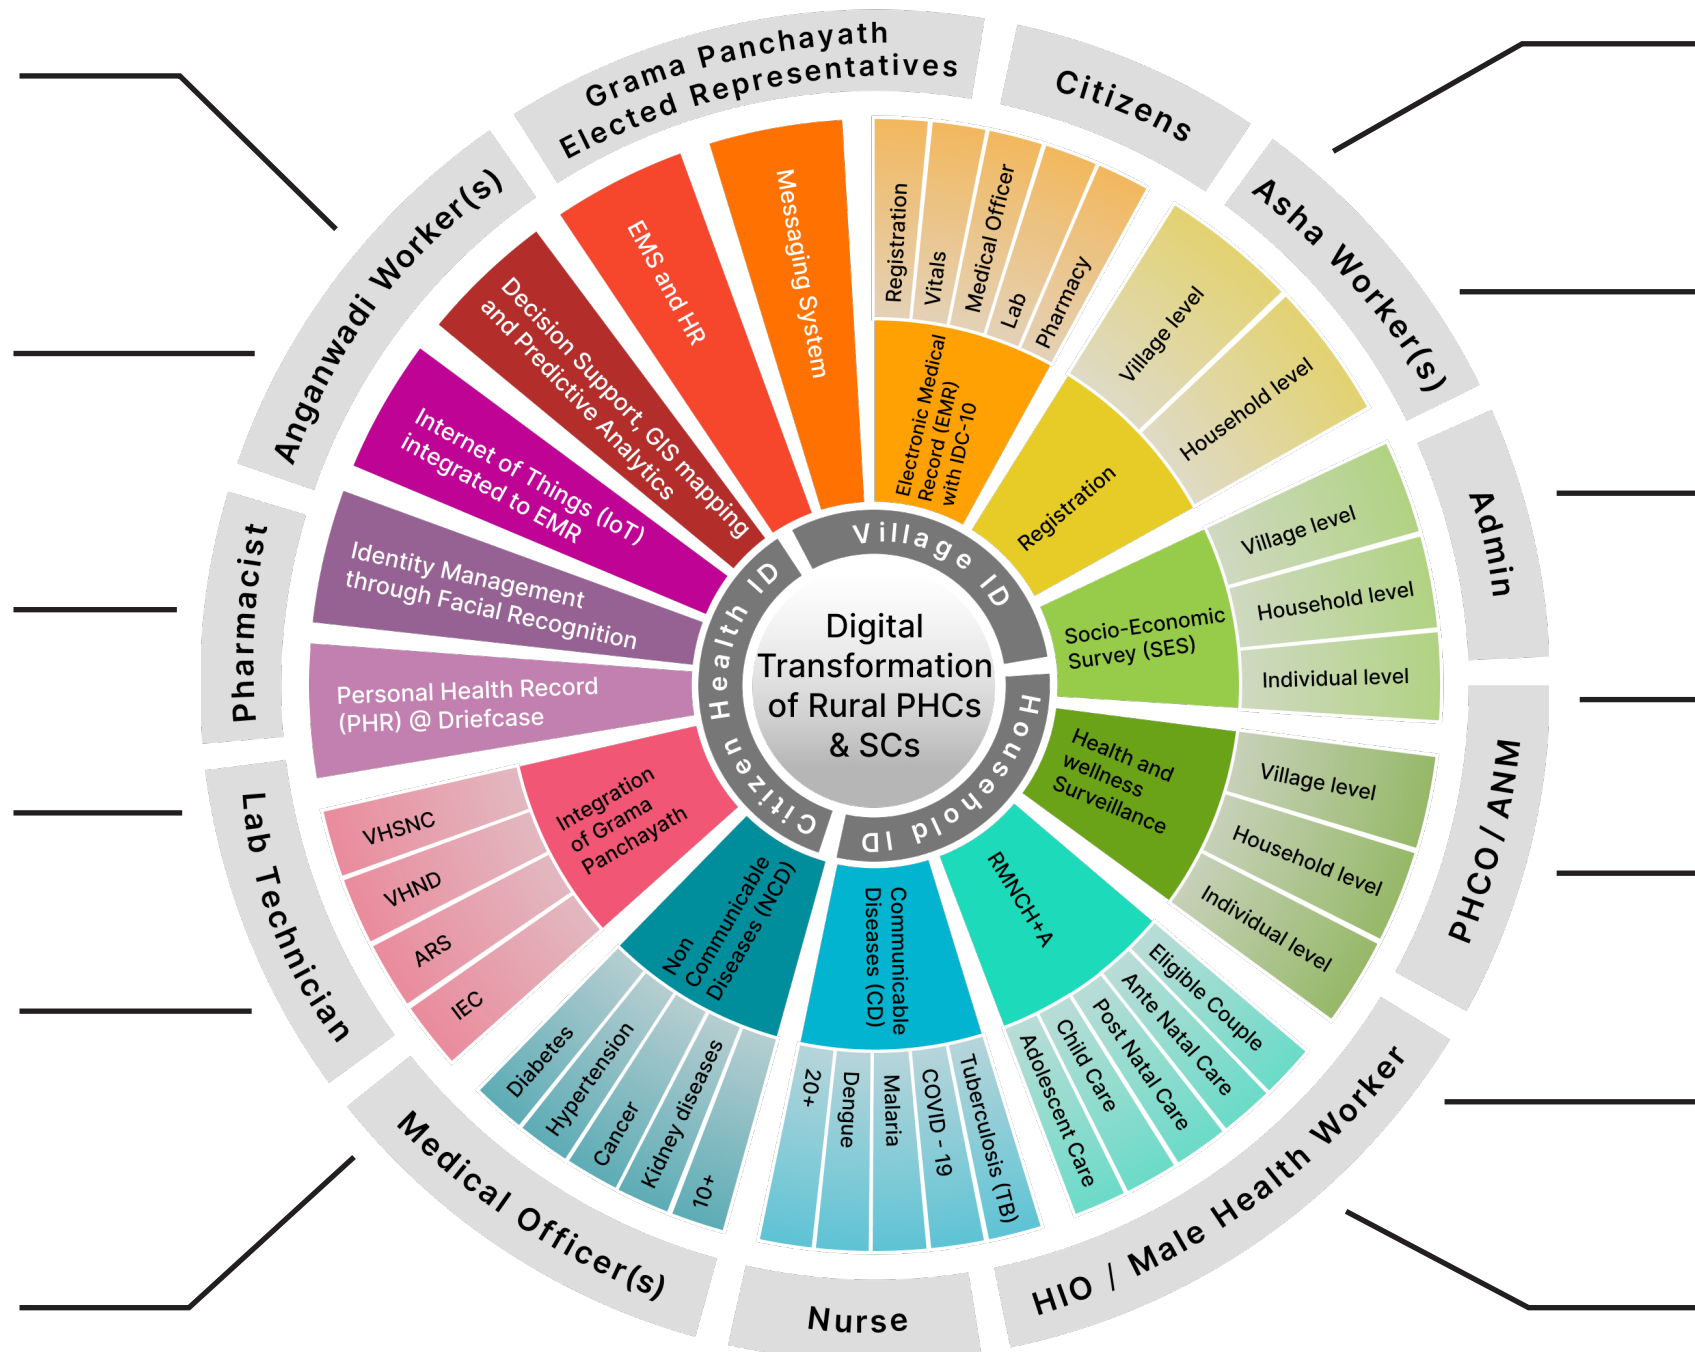 Grama Panchayath
Elected Representatives
Citizens
Asha Worker(s)
Admin
PHCO / ANM
HIO / Male Health Worker
Nurse
Medical Officer(s)
Lab Technician
Pharmacist
Anganwadi Worker(s)
Messaging System
EMS and HR
Decision Support, GIS mapping
and Predictive Analytics
Internet of Things (IoT)
integrated to EMR
Identity Management
through Facial Recognition
Personal Health Record
(PHR) @ Driefcase
Integration
of Grama
Panchayath
VHSNC
VHND
ARS
IEC
Non
Communicable
Diseases (NCD)
Diabetes
Hypertension
Cancer
Kidney diseases
10+
Communicable
Diseases (CD)
20+
Dengue
Malaria
COVID - 19
Tuberculosis (TB)
RMNCH+A
Adolescent Care
Child Care
Post Natal Care
Ante Natal Care
Eligible Couple
Health and
wellness
Surveillance
Village level
Household level
Individual level
Socio-Economic
Survey (SES)
Village level
Household level
Individual level
Registration
Village level
Household level
Electronic Medical
Record (EMR)
with IDC-10
Registration
Vitals
Medical Officer
Lab
Pharmacy
Village ID
Household ID
Citizen Health ID
Digital
Transformation
of Rural PHCs
& SCs